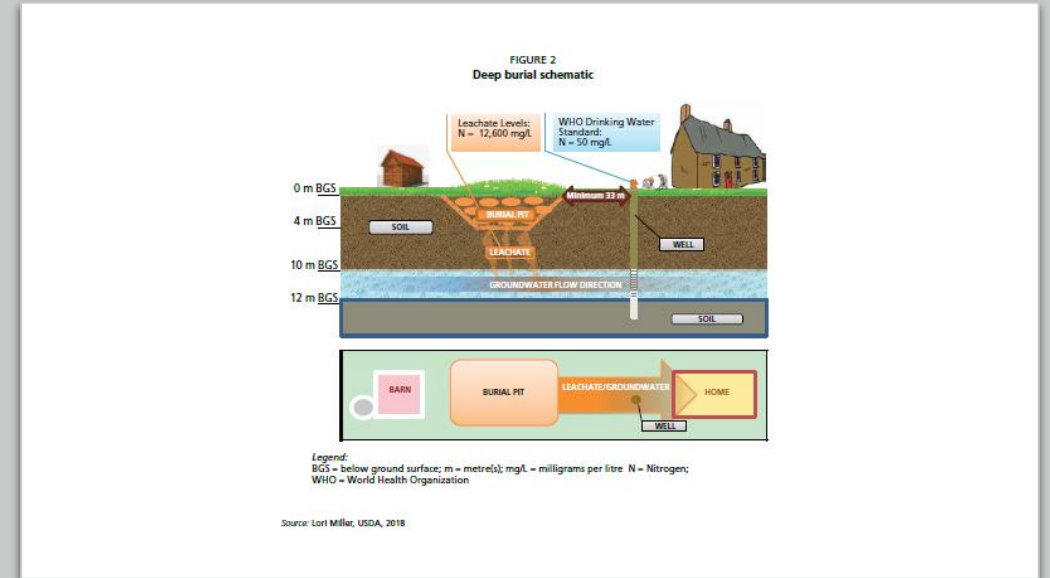 FIGURE 2
Deep burial schematic
Leachate Levels:
N = 12,600 mg/L
WHO Drinking Water
Standard:
N = 50 mg/L
0 m BGS
Minimum 33 m
BURIAL PIT
4 m BGS
SOIL
WELL
LEACHATE
10 m BGS
GROUNDWATER FLOW DIRECTION
12 m BGS
SOIL
BARN
BURIAL PIT
LEACHATE/GROUNDWATER
HOME
WELL
Legend:
BGS = below ground surface; m = metre(s); mg/L = milligrams per litre N = Nitrogen;
WHO = World Health Organization
Source: Lori Miller, USDA, 2018